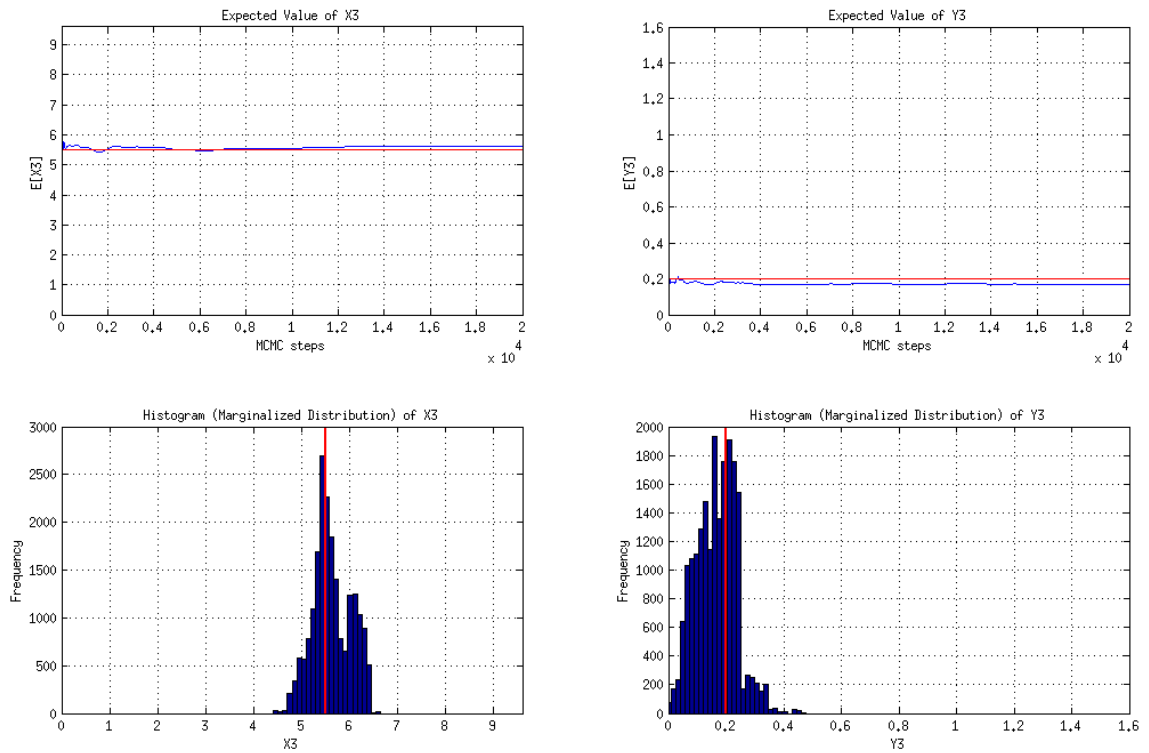 Expected Value of X3
9
8
7
6
5
4
3
2
1
0
E[X3]
0 0.2 0.4 0.6 0.8 1 1.2 1.4 1.6 1.8 2
MCMC steps
x 10
4
Expected Value of Y3
1.6
1.4
1.2
1
0.8
0.6
0.4
0.2
0
E[Y3]
0 0.2 0.4 0.6 0.8 1 1.2 1.4 1.6 1.8 2
MCMC steps
x 10
4
Histogram (Marginalized Distribution) of X3
3000
2500
2000
1500
1000
500
0
Frequency
0 1 2 3 4 5 6 7 8 9
X3
Histogram (Marginalized Distribution) of Y3
2000
1800
1600
1400
1200
1000
800
600
400
200
0
Frequency
0 0.2 0.4 0.6 0.8 1 1.2 1.4 1.6
Y3